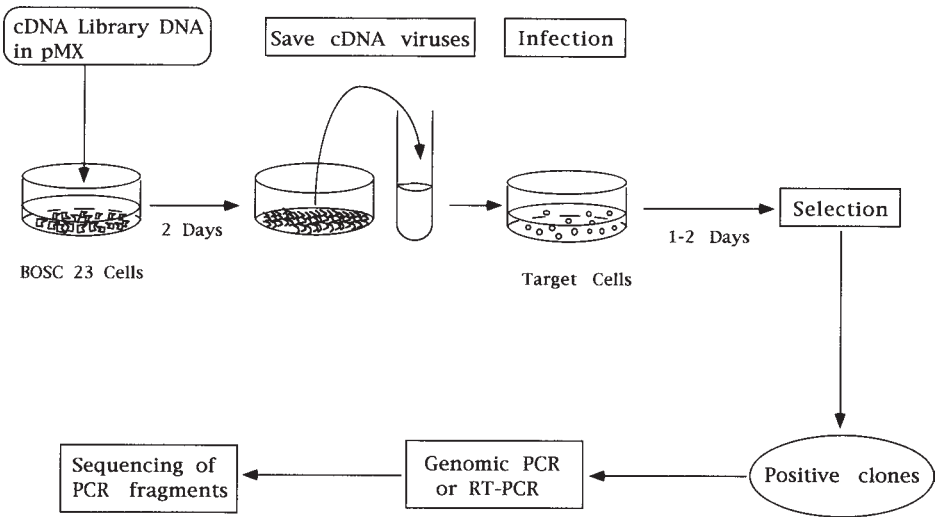 cDNA Library DNA
in pMX
Save cDNA viruses
Infection
2 Days
BOSC 23 Cells
Target Cells
1-2 Days
Selection
Positive clones
Genomic PCR
or RT-PCR
Sequencing of
PCR fragments